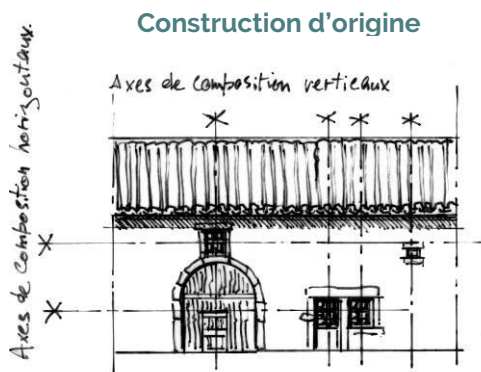 Construction d'origine
Axes de composition verticaux
Axes de composition horizontaux.